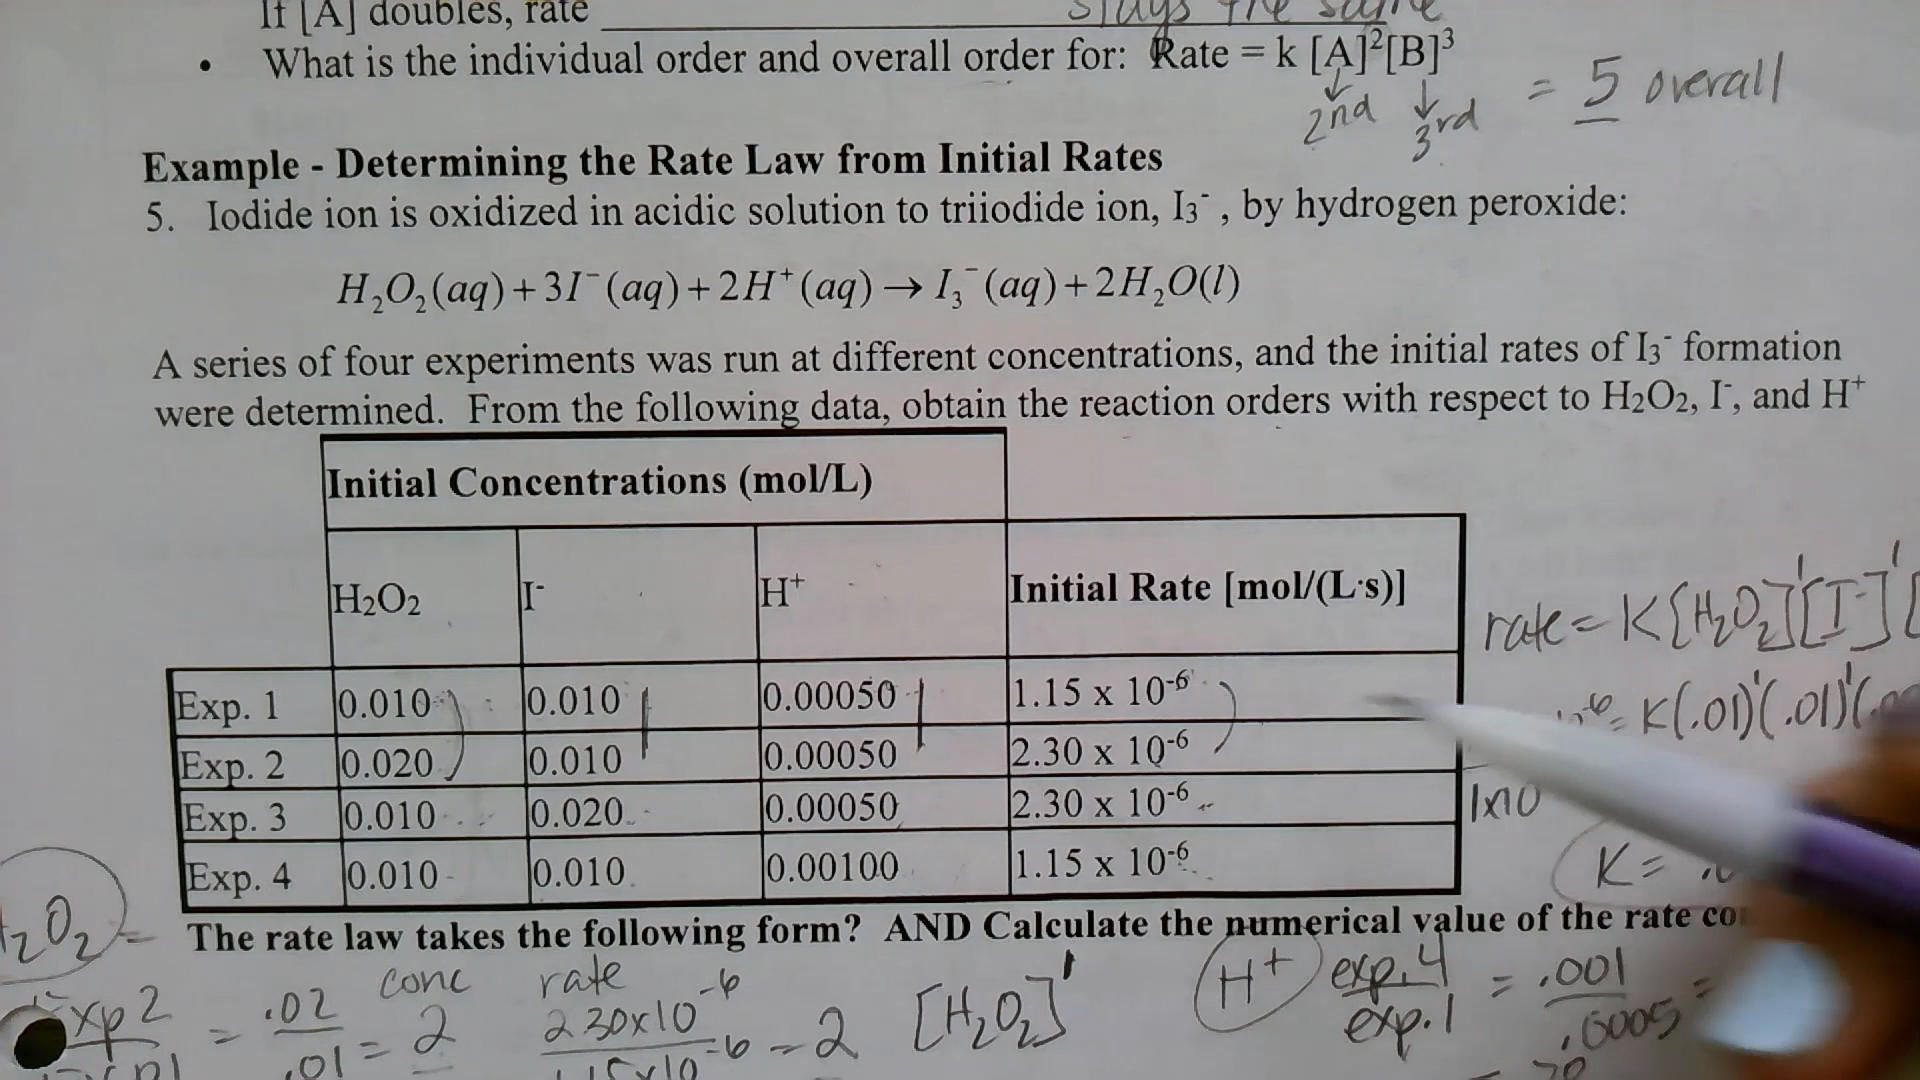 If [A] doubles, rate stays the same
• What is the individual order and overall order for: Rate = k [A]²[B]³
2nd 3rd = 5 overall
Example - Determining the Rate Law from Initial Rates
5. Iodide ion is oxidized in acidic solution to triiodide ion, I₃⁻ , by hydrogen peroxide:
H₂O₂(aq)+3I⁻(aq)+2H⁺(aq)→I₃⁻(aq)+2H₂O(l)
A series of four experiments was run at different concentrations, and the initial rates of I₃⁻ formation
were determined. From the following data, obtain the reaction orders with respect to H₂O₂, I⁻, and H⁺
Initial Concentrations (mol/L)
H₂O₂ I⁻ H⁺ Initial Rate [mol/(L·s)]
rate = K[H₂O₂]¹[I⁻]¹[
Exp. 1 0.010 0.010 0.00050 1.15 x 10⁻⁶
= K(.01)¹(.01)¹(
Exp. 2 0.020 0.010 0.00050 2.30 x 10⁻⁶
Exp. 3 0.010 0.020 0.00050 2.30 x 10⁻⁶
1x10
Exp. 4 0.010 0.010 0.00100 1.15 x 10⁻⁶
K =
The rate law takes the following form? AND Calculate the numerical value of the rate
conc rate
= .02/.01 = 2 2.30x10⁻⁶/1.15x10⁻⁶ = 2 [H₂O₂]¹
H⁺ exp.4/exp.1 = .001/.0005 =